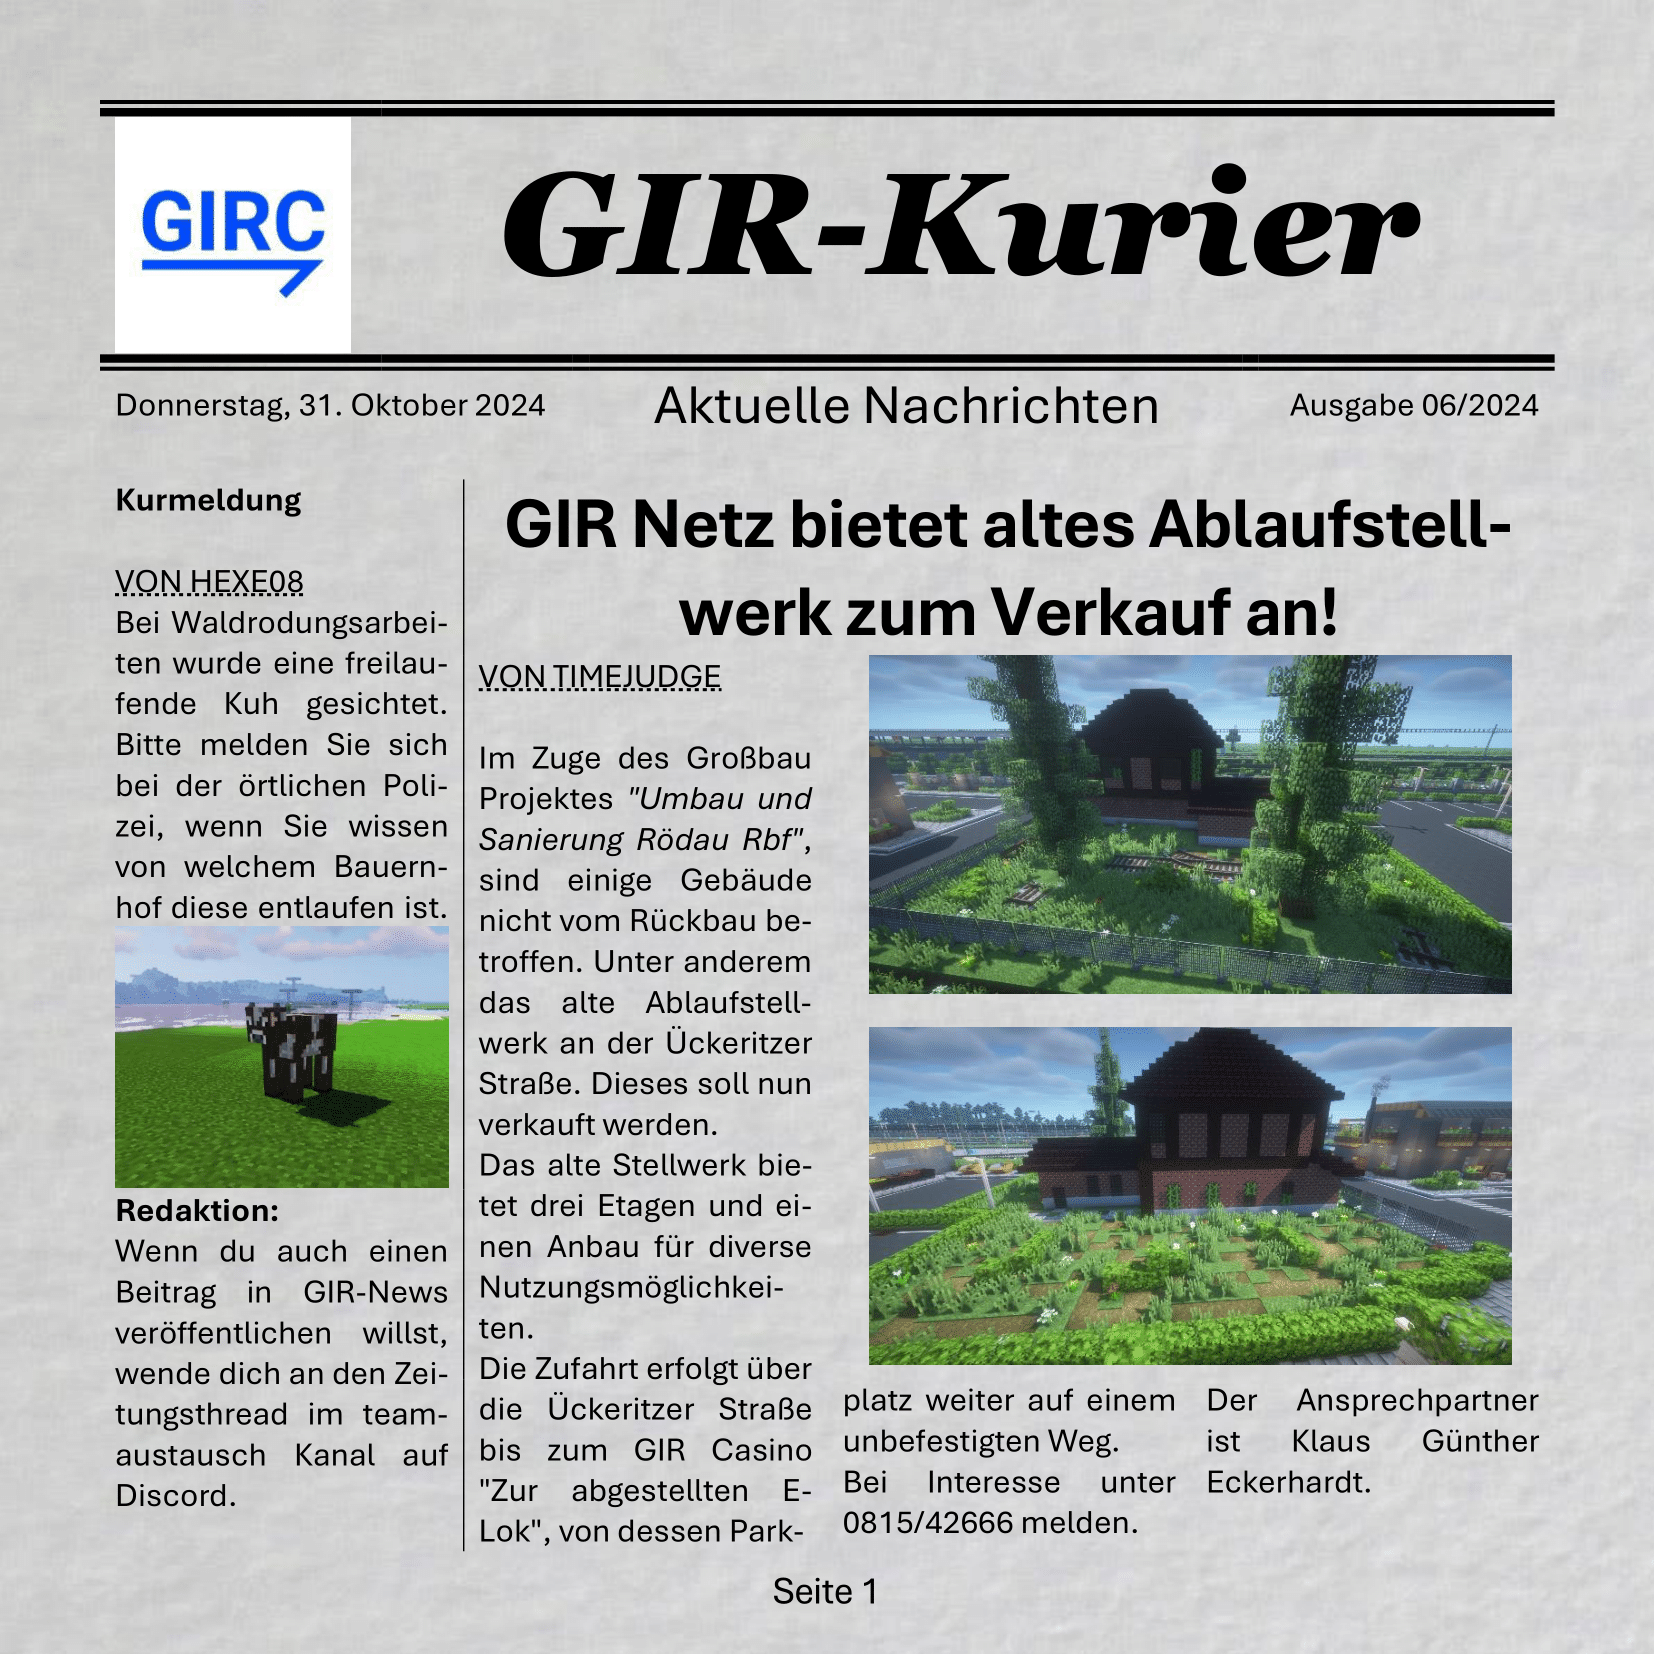 GIRC
GIR-Kurier
Donnerstag, 31. Oktober 2024
Aktuelle Nachrichten
Ausgabe 06/2024
Kurmeldung
VON HEXE08
Bei Waldrodungsarbei-
ten wurde eine freilau-
fende Kuh gesichtet.
Bitte melden Sie sich
bei der örtlichen Poli-
zei, wenn Sie wissen
von welchem Bauern-
hof diese entlaufen ist.
Redaktion:
Wenn du auch einen
Beitrag in GIR-News
veröffentlichen willst,
wende dich an den Zei-
tungsthread im team-
austausch Kanal auf
Discord.
GIR Netz bietet altes Ablaufstell-
werk zum Verkauf an!
VON TIMEJUDGE
Im Zuge des Großbau
Projektes "Umbau und
Sanierung Rödau Rbf",
sind einige Gebäude
nicht vom Rückbau be-
troffen. Unter anderem
das alte Ablaufstell-
werk an der Ückeritzer
Straße. Dieses soll nun
verkauft werden.
Das alte Stellwerk bie-
tet drei Etagen und ei-
nen Anbau für diverse
Nutzungsmöglichkei-
ten.
Die Zufahrt erfolgt über
die Ückeritzer Straße
bis zum GIR Casino
"Zur abgestellten E-
Lok", von dessen Park-
platz weiter auf einem
unbefestigten Weg.
Bei Interesse unter
0815/42666 melden.
Der Ansprechpartner
ist Klaus Günther
Eckerhardt.
Seite 1